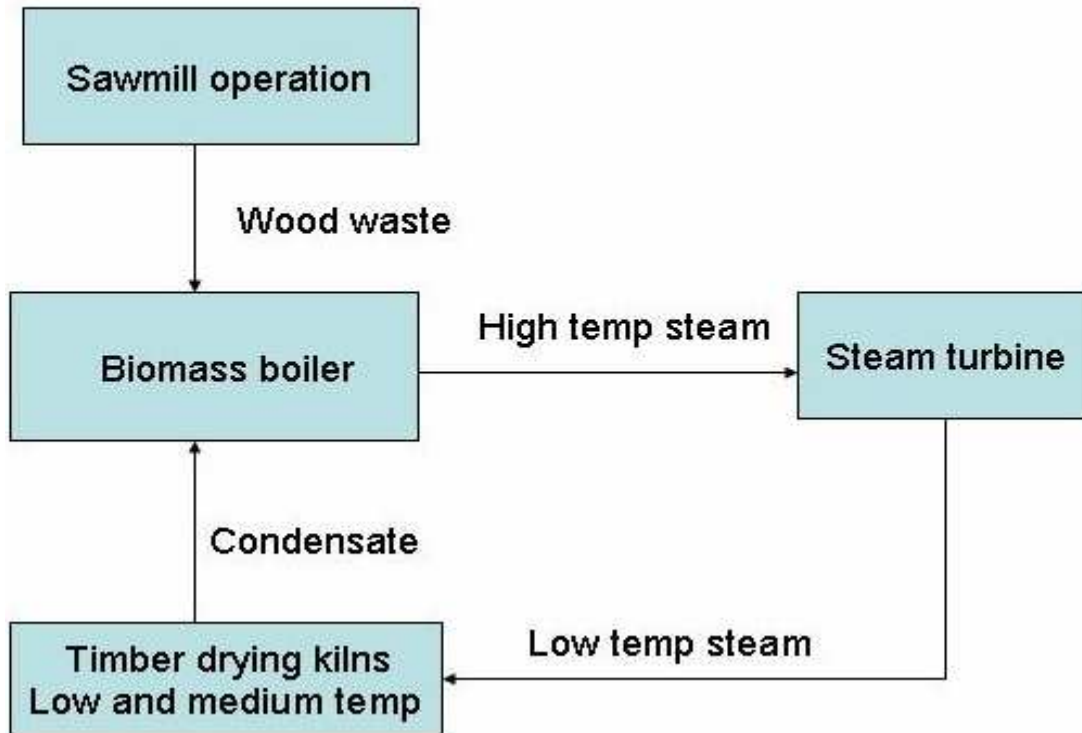 Sawmill operation
Wood waste
Biomass boiler
High temp steam
Steam turbine
Condensate
Low temp steam
Timber drying kilns
Low and medium temp